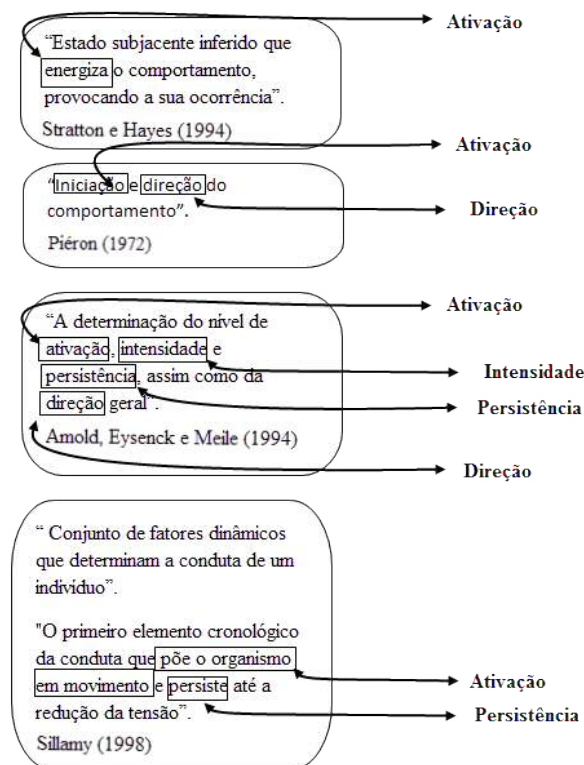 Ativação
“Estado subjacente inferido que
energiza o comportamento,
provocando a sua ocorrência”.
Stratton e Hayes (1994)
Ativação
“Iniciação e direção do
comportamento”.
Direção
Piéron (1972)
Ativação
“A determinação do nível de
ativação, intensidade e
Intensidade
persistência, assim como da
Persistência
direção geral”.
Arnold, Eysenck e Meile (1994)
Direção
“ Conjunto de fatores dinâmicos
que determinam a conduta de um
indivíduo”.
"O primeiro elemento cronológico
da conduta que põe o organismo
em movimento e persiste até a
Ativação
redução da tensão”.
Persistência
Sillamy (1998)